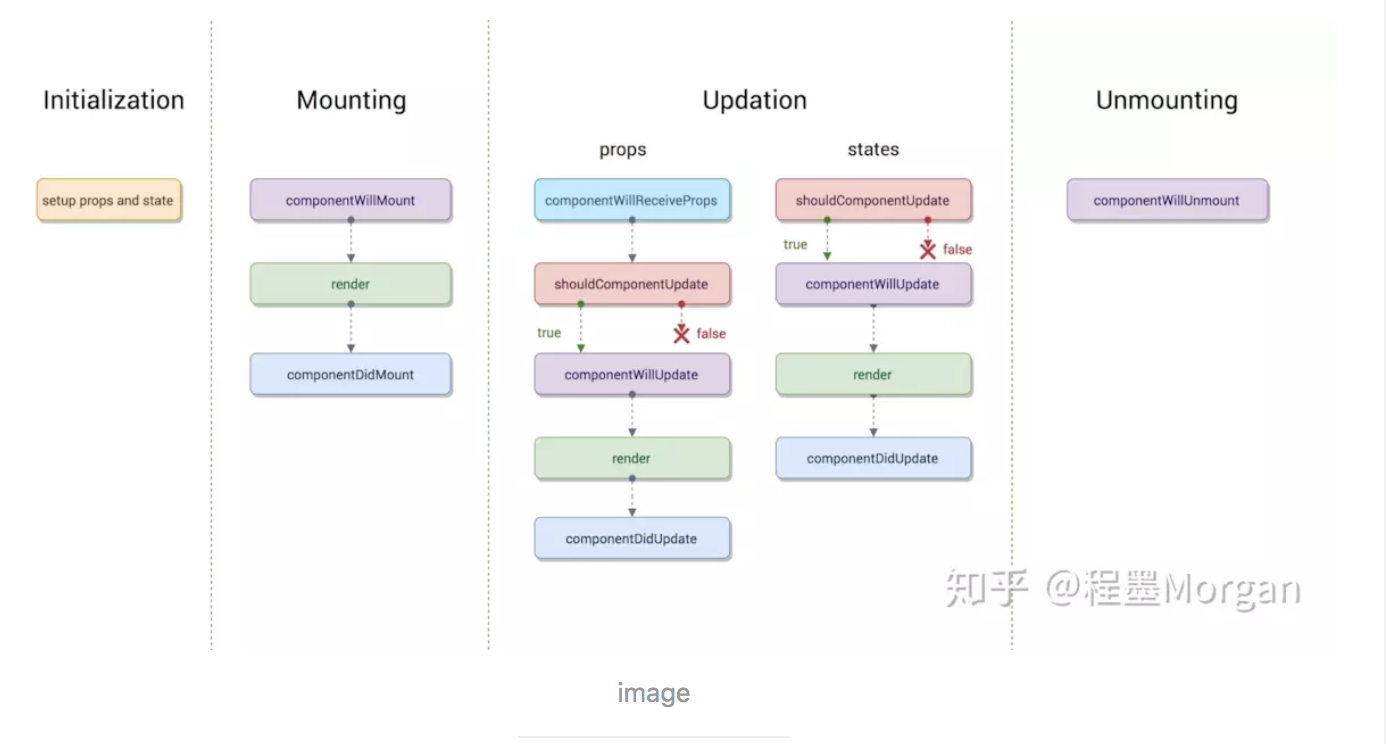 Initialization
Mounting
Updation
Unmounting
props
states
setup props and state
componentWillMount
render
componentDidMount
componentWillReceiveProps
shouldComponentUpdate
true
false
componentWillUpdate
render
componentDidUpdate
shouldComponentUpdate
true
false
componentWillUpdate
render
componentDidUpdate
componentWillUnmount
知乎 @程墨Morgan
image